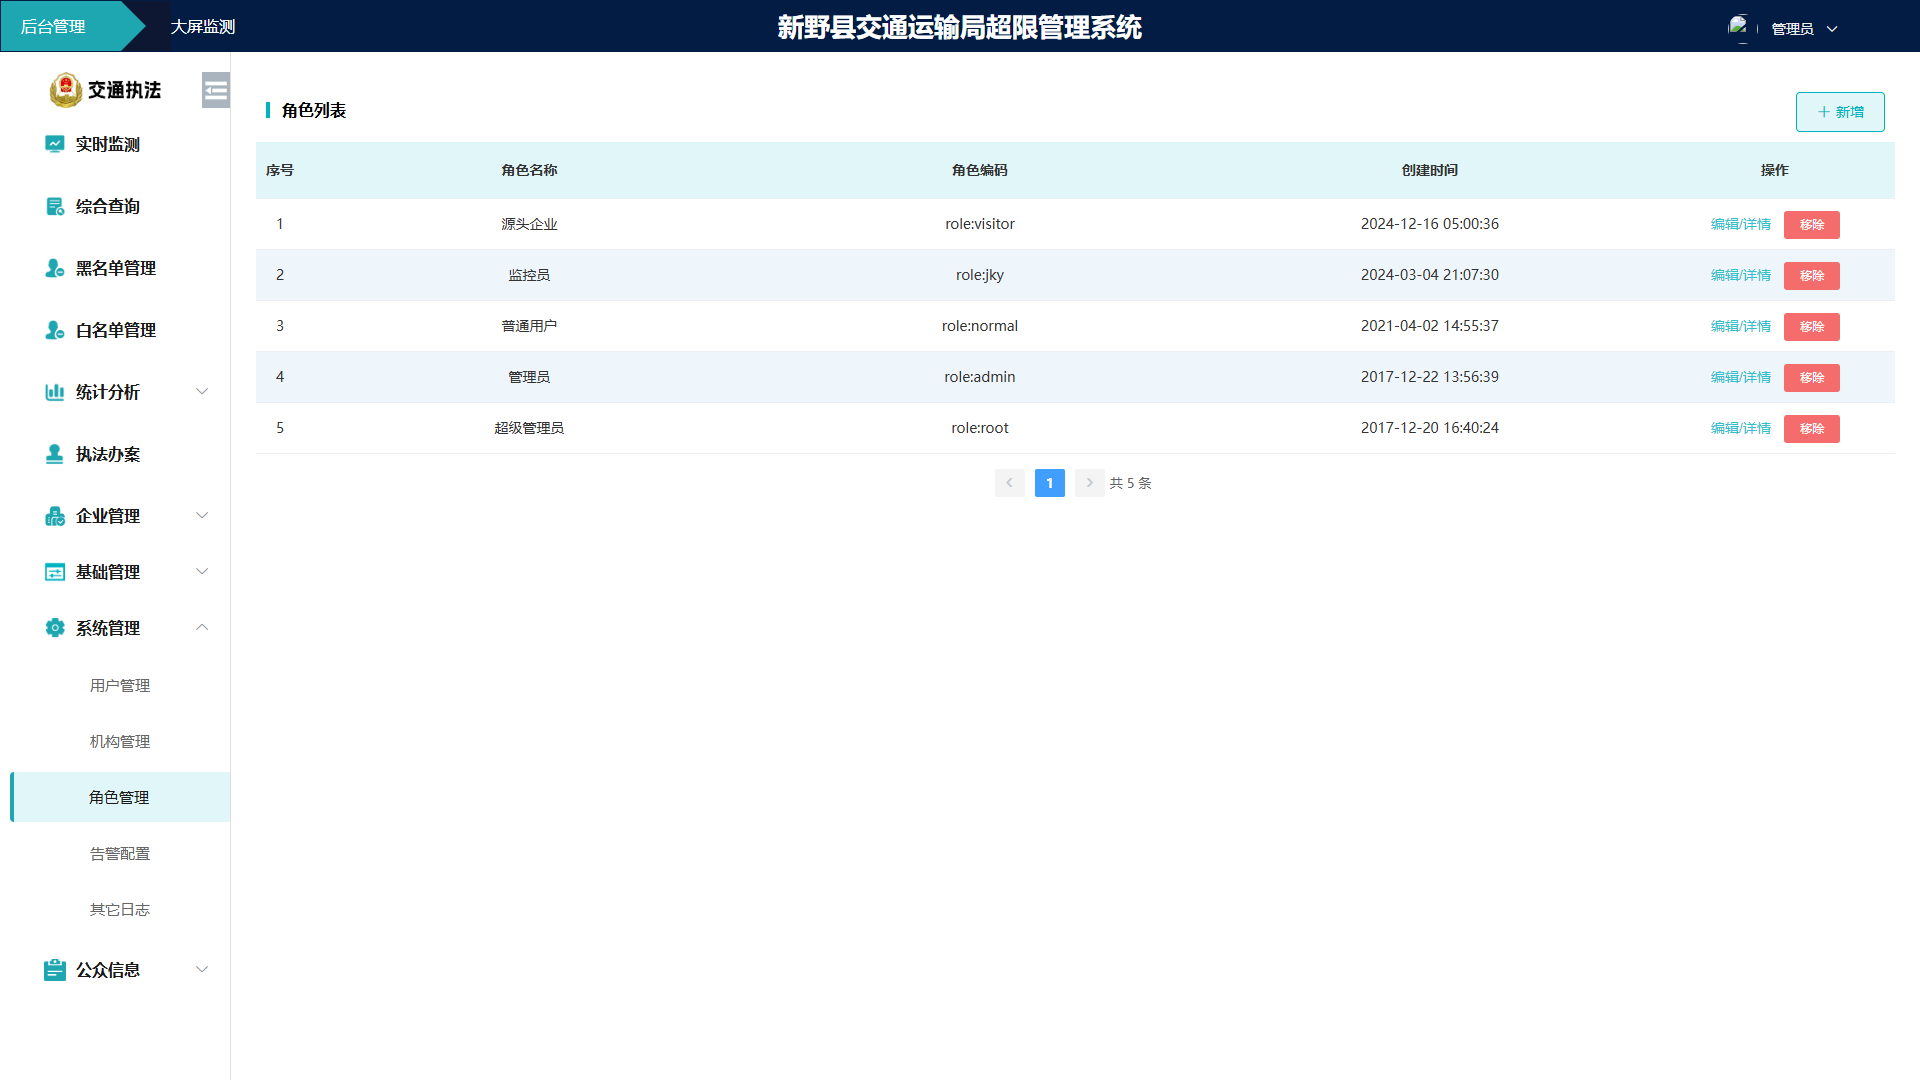 后台管理
大屏监测
新野县交通运输局超限管理系统
管理员
交通执法
实时监测
综合查询
黑名单管理
白名单管理
统计分析
执法办案
企业管理
基础管理
系统管理
用户管理
机构管理
角色管理
告警配置
其它日志
公众信息
角色列表
新增
序号 角色名称 角色编码 创建时间 操作
1 源头企业 role:visitor 2024-12-16 05:00:36 编辑/详情 移除
2 监控员 role:jky 2024-03-04 21:07:30 编辑/详情 移除
3 普通用户 role:normal 2021-04-02 14:55:37 编辑/详情 移除
4 管理员 role:admin 2017-12-22 13:56:39 编辑/详情 移除
5 超级管理员 role:root 2017-12-20 16:40:24 编辑/详情 移除
1 共 5 条